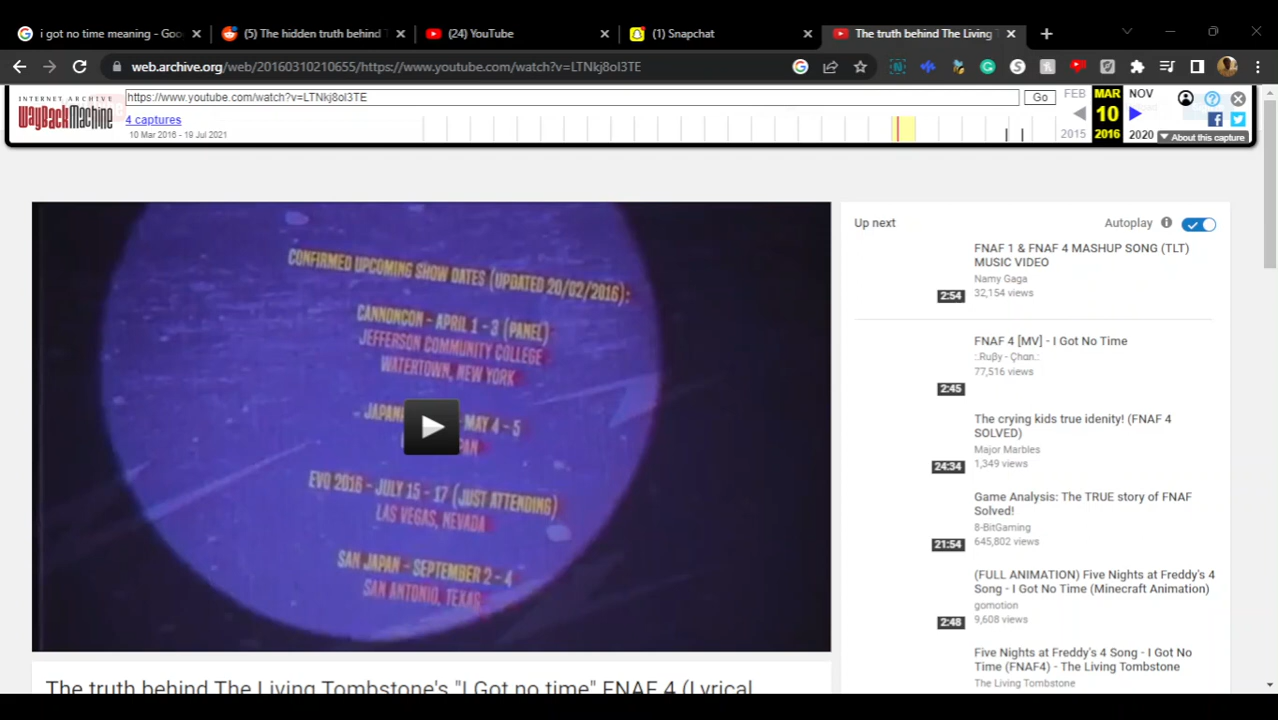 i got no time meaning - Goo
(5) The hidden truth behind
(24) YouTube
(1) Snapchat
The truth behind The Living T
web.archive.org/web/20160310210655/https://www.youtube.com/watch?v=LTNkj8oI3TE
INTERNET ARCHIVE
WayBackMachine
https://www.youtube.com/watch?v=LTNkj8oI3TE
Go
FEB
MAR
NOV
4 captures
10 Mar 2016 - 19 Jul 2021
10
2015
2016
2020
About this capture
CONFIRMED UPCOMING SHOW DATES (UPDATED 20/02/2016):
CANNONCON - APRIL 1 - 3 (PANEL)
JEFFERSON COMMUNITY COLLEGE
WATERTOWN, NEW YORK
MAY 4 - 5
EVO 2016 - JULY 15 - 17 (JUST ATTENDING)
LAS VEGAS, NEVADA
SAN JAPAN - SEPTEMBER 2 - 4
SAN ANTONIO, TEXAS
The truth behind The Living Tombstone's "I Got no time" FNAF 4 (Lyrical
Up next
Autoplay
FNAF 1 & FNAF 4 MASHUP SONG (TLT)
MUSIC VIDEO
Namy Gaga
32,154 views
2:54
FNAF 4 [MV] - I Got No Time
:.Ruβy - Çhαn.:
77,516 views
2:45
The crying kids true idenity! (FNAF 4
SOLVED)
Major Marbles
1,349 views
24:34
Game Analysis: The TRUE story of FNAF
Solved!
8-BitGaming
645,802 views
21:54
(FULL ANIMATION) Five Nights at Freddy's 4
Song - I Got No Time (Minecraft Animation)
gomotion
9,608 views
2:48
Five Nights at Freddy's 4 Song - I Got No
Time (FNAF4) - The Living Tombstone
The Living Tombstone